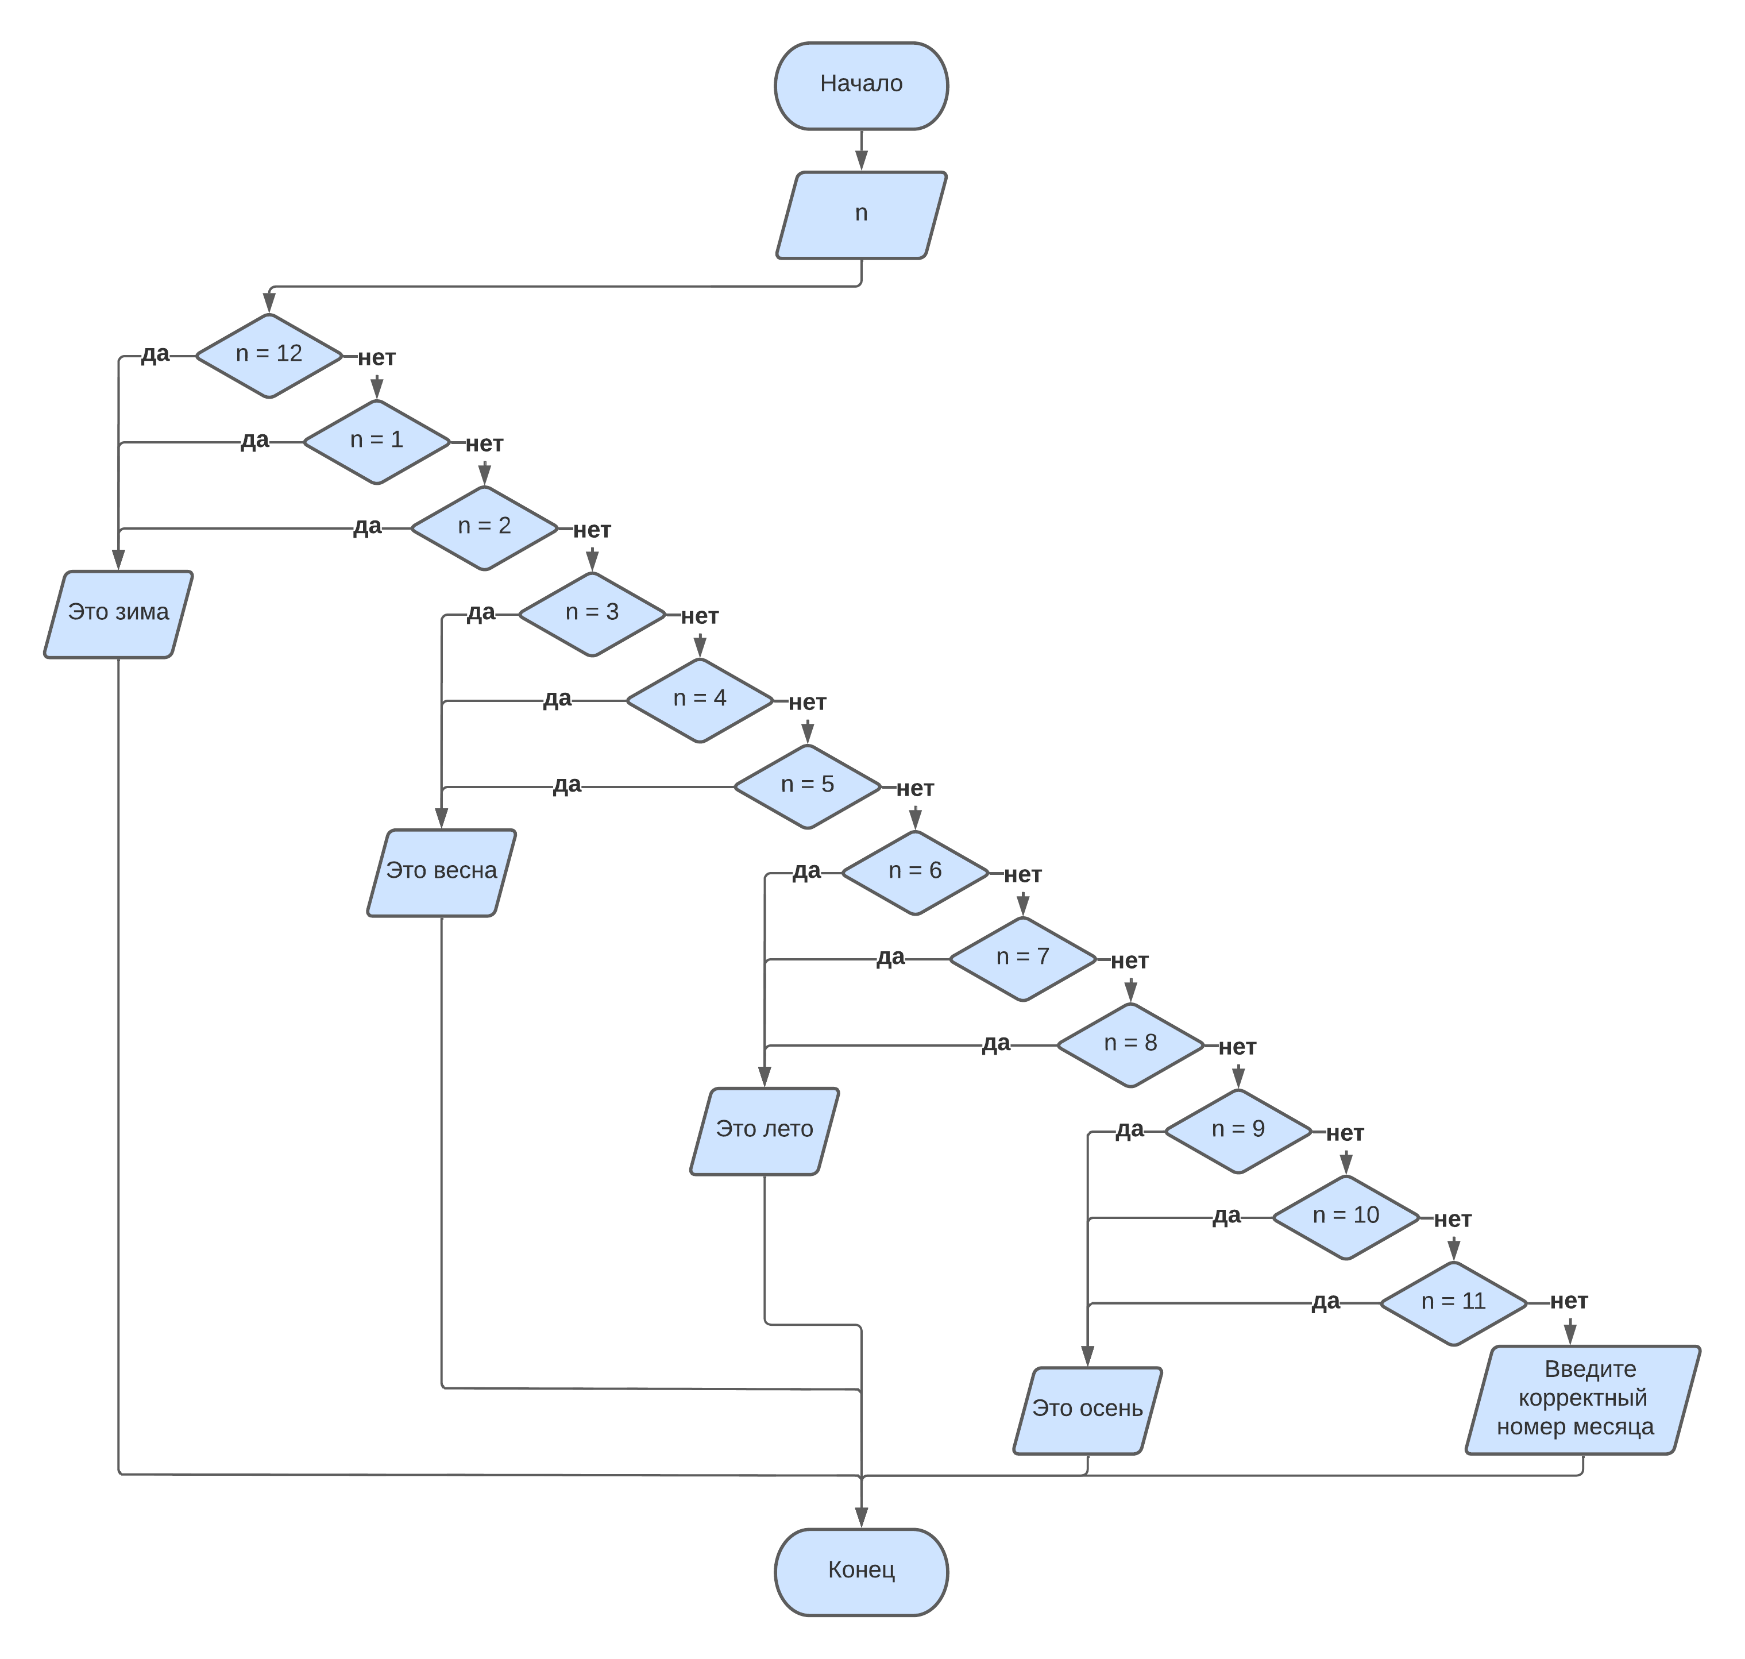 Начало
n
n = 12
да
нет
n = 1
да
нет
n = 2
да
нет
Это зима
n = 3
да
нет
n = 4
да
нет
n = 5
да
нет
Это весна
n = 6
да
нет
n = 7
да
нет
n = 8
да
нет
Это лето
n = 9
да
нет
n = 10
да
нет
n = 11
да
нет
Это осень
Введите
корректный
номер месяца
Конец